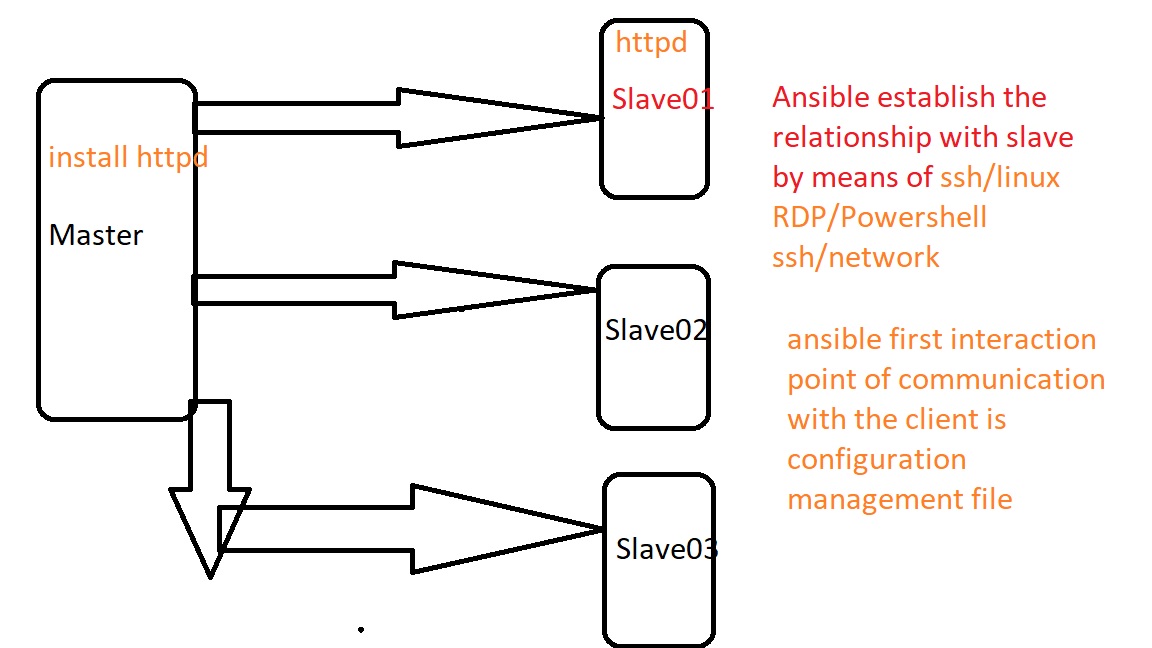 install httpd
Master
httpd
Slave01
Slave02
Slave03
Ansible establish the
relationship with slave
by means of ssh/linux
RDP/Powershell
ssh/network
ansible first interaction
point of communication
with the client is
configuration
management file